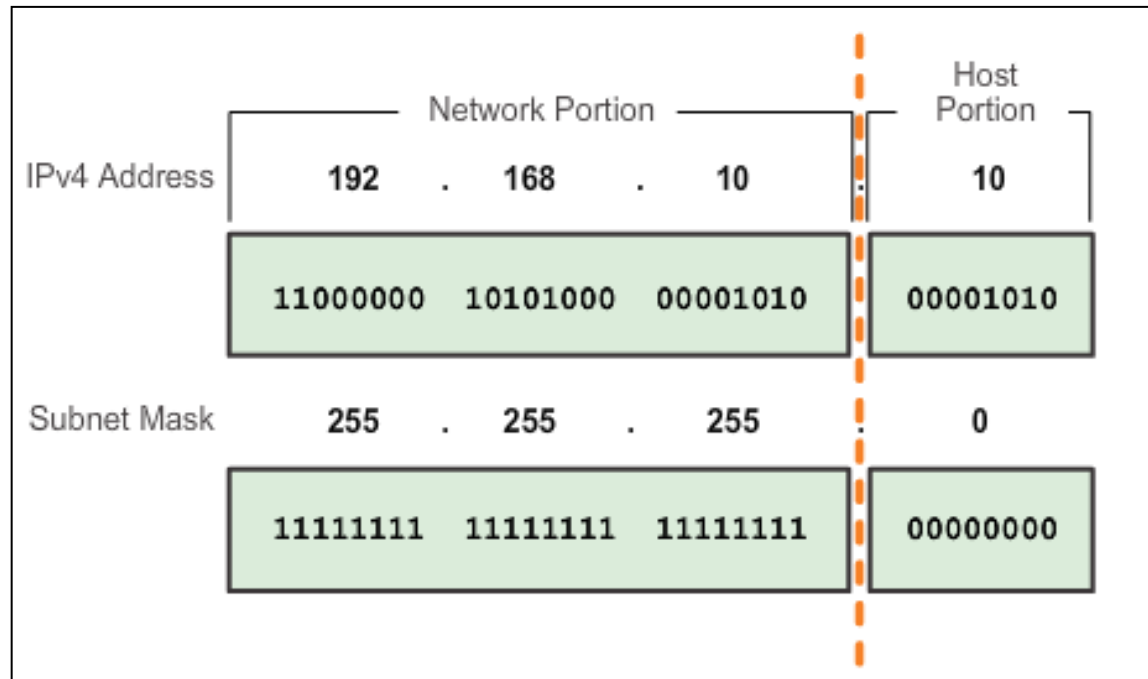 Network Portion
Host
Portion
IPv4 Address 192 . 168 . 10 . 10
11000000 10101000 00001010 00001010
Subnet Mask 255 . 255 . 255 . 0
11111111 11111111 11111111 00000000